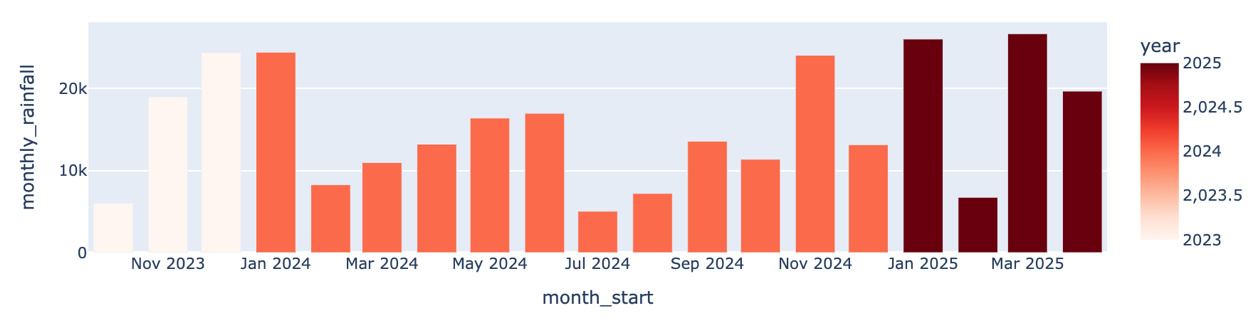 monthly_rainfall
20k
10k
0
Nov 2023
Jan 2024
Mar 2024
May 2024
Jul 2024
Sep 2024
Nov 2024
Jan 2025
Mar 2025
month_start
year
2025
2,024.5
2024
2,023.5
2023